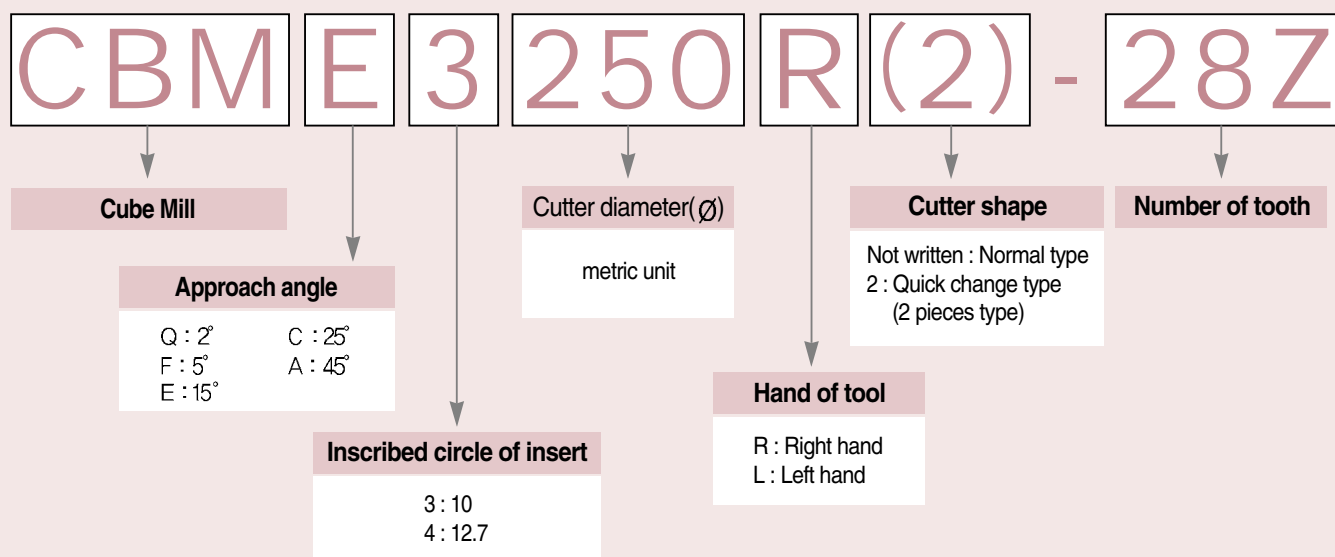 CBM E 3 250 R (2) - 28Z
Cube Mill
Approach angle
Q : 2° C : 25°
F : 5° A : 45°
E : 15°
Inscribed circle of insert
3 : 10
4 : 12.7
Cutter diameter(Ø)
metric unit
Hand of tool
R : Right hand
L : Left hand
Cutter shape
Not written : Normal type
2 : Quick change type
(2 pieces type)
Number of tooth